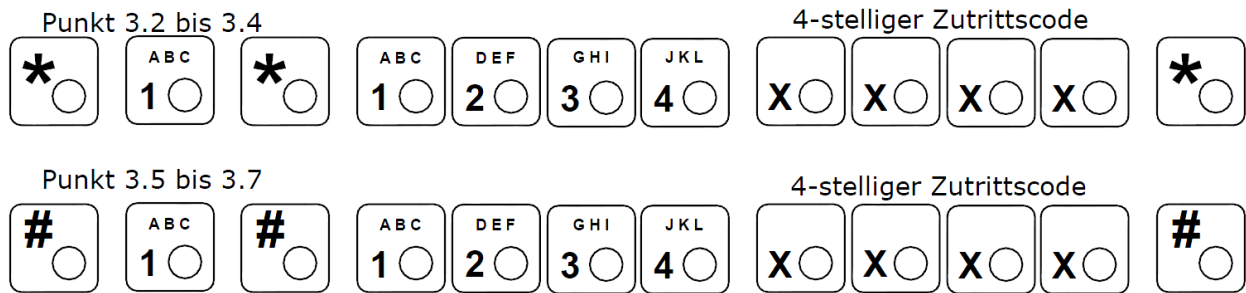 Punkt 3.2 bis 3.4 4-stelliger Zutrittscode
* ABC 1 * ABC 1 DEF 2 GHI 3 JKL 4 X X X X *
Punkt 3.5 bis 3.7 4-stelliger Zutrittscode
# ABC 1 # ABC 1 DEF 2 GHI 3 JKL 4 X X X X #